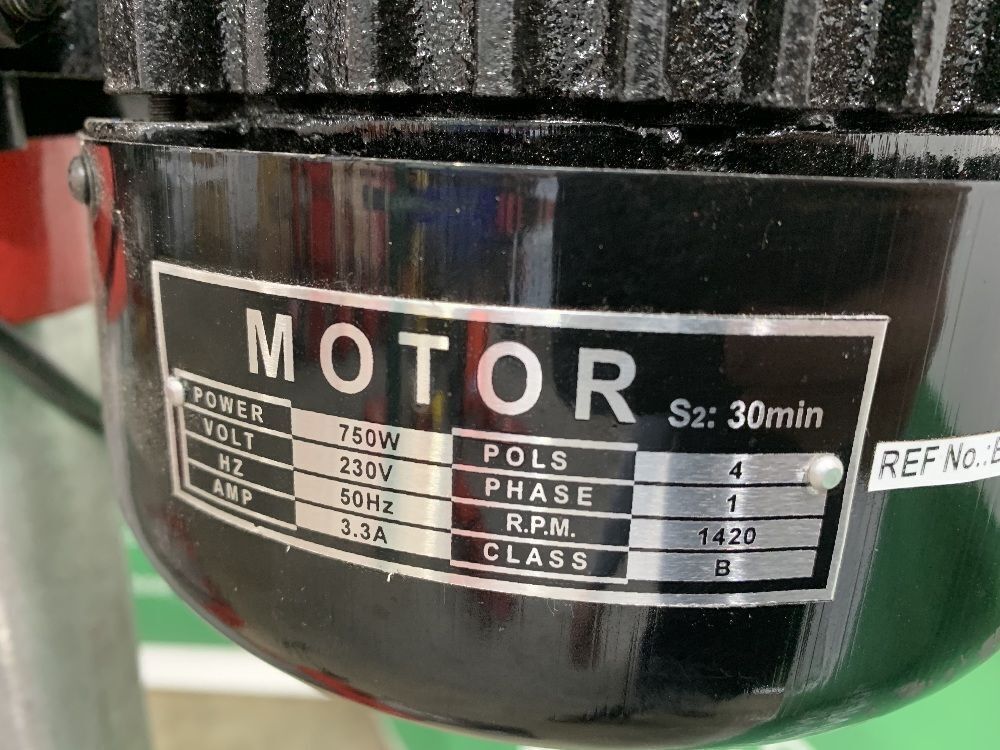 MOTOR S2: 30min
POWER 750W POLS 4
VOLT 230V PHASE 1
HZ 50Hz R.P.M. 1420
AMP 3.3A CLASS B
REF No.: